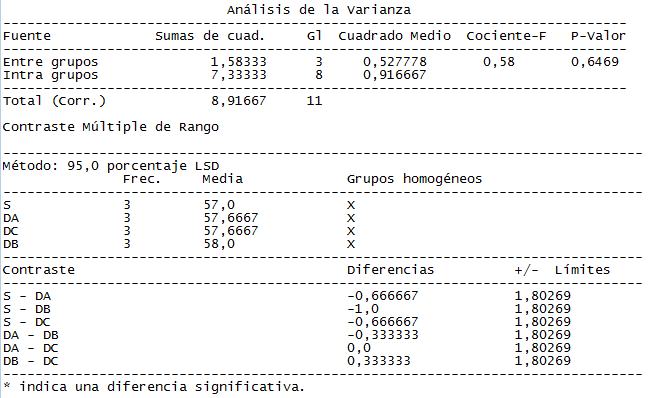 Análisis de la Varianza
Fuente Sumas de cuad. Gl Cuadrado Medio Cociente-F P-Valor
Entre grupos 1,58333 3 0,527778 0,58 0,6469
Intra grupos 7,33333 8 0,916667
Total (Corr.) 8,91667 11
Contraste Múltiple de Rango
Método: 95,0 porcentaje LSD
Frec. Media Grupos homogéneos
S 3 57,0 X
DA 3 57,6667 X
DC 3 57,6667 X
DB 3 58,0 X
Contraste Diferencias +/- Límites
S - DA -0,666667 1,80269
S - DB -1,0 1,80269
S - DC -0,666667 1,80269
DA - DB -0,333333 1,80269
DA - DC 0,0 1,80269
DB - DC 0,333333 1,80269
* indica una diferencia significativa.